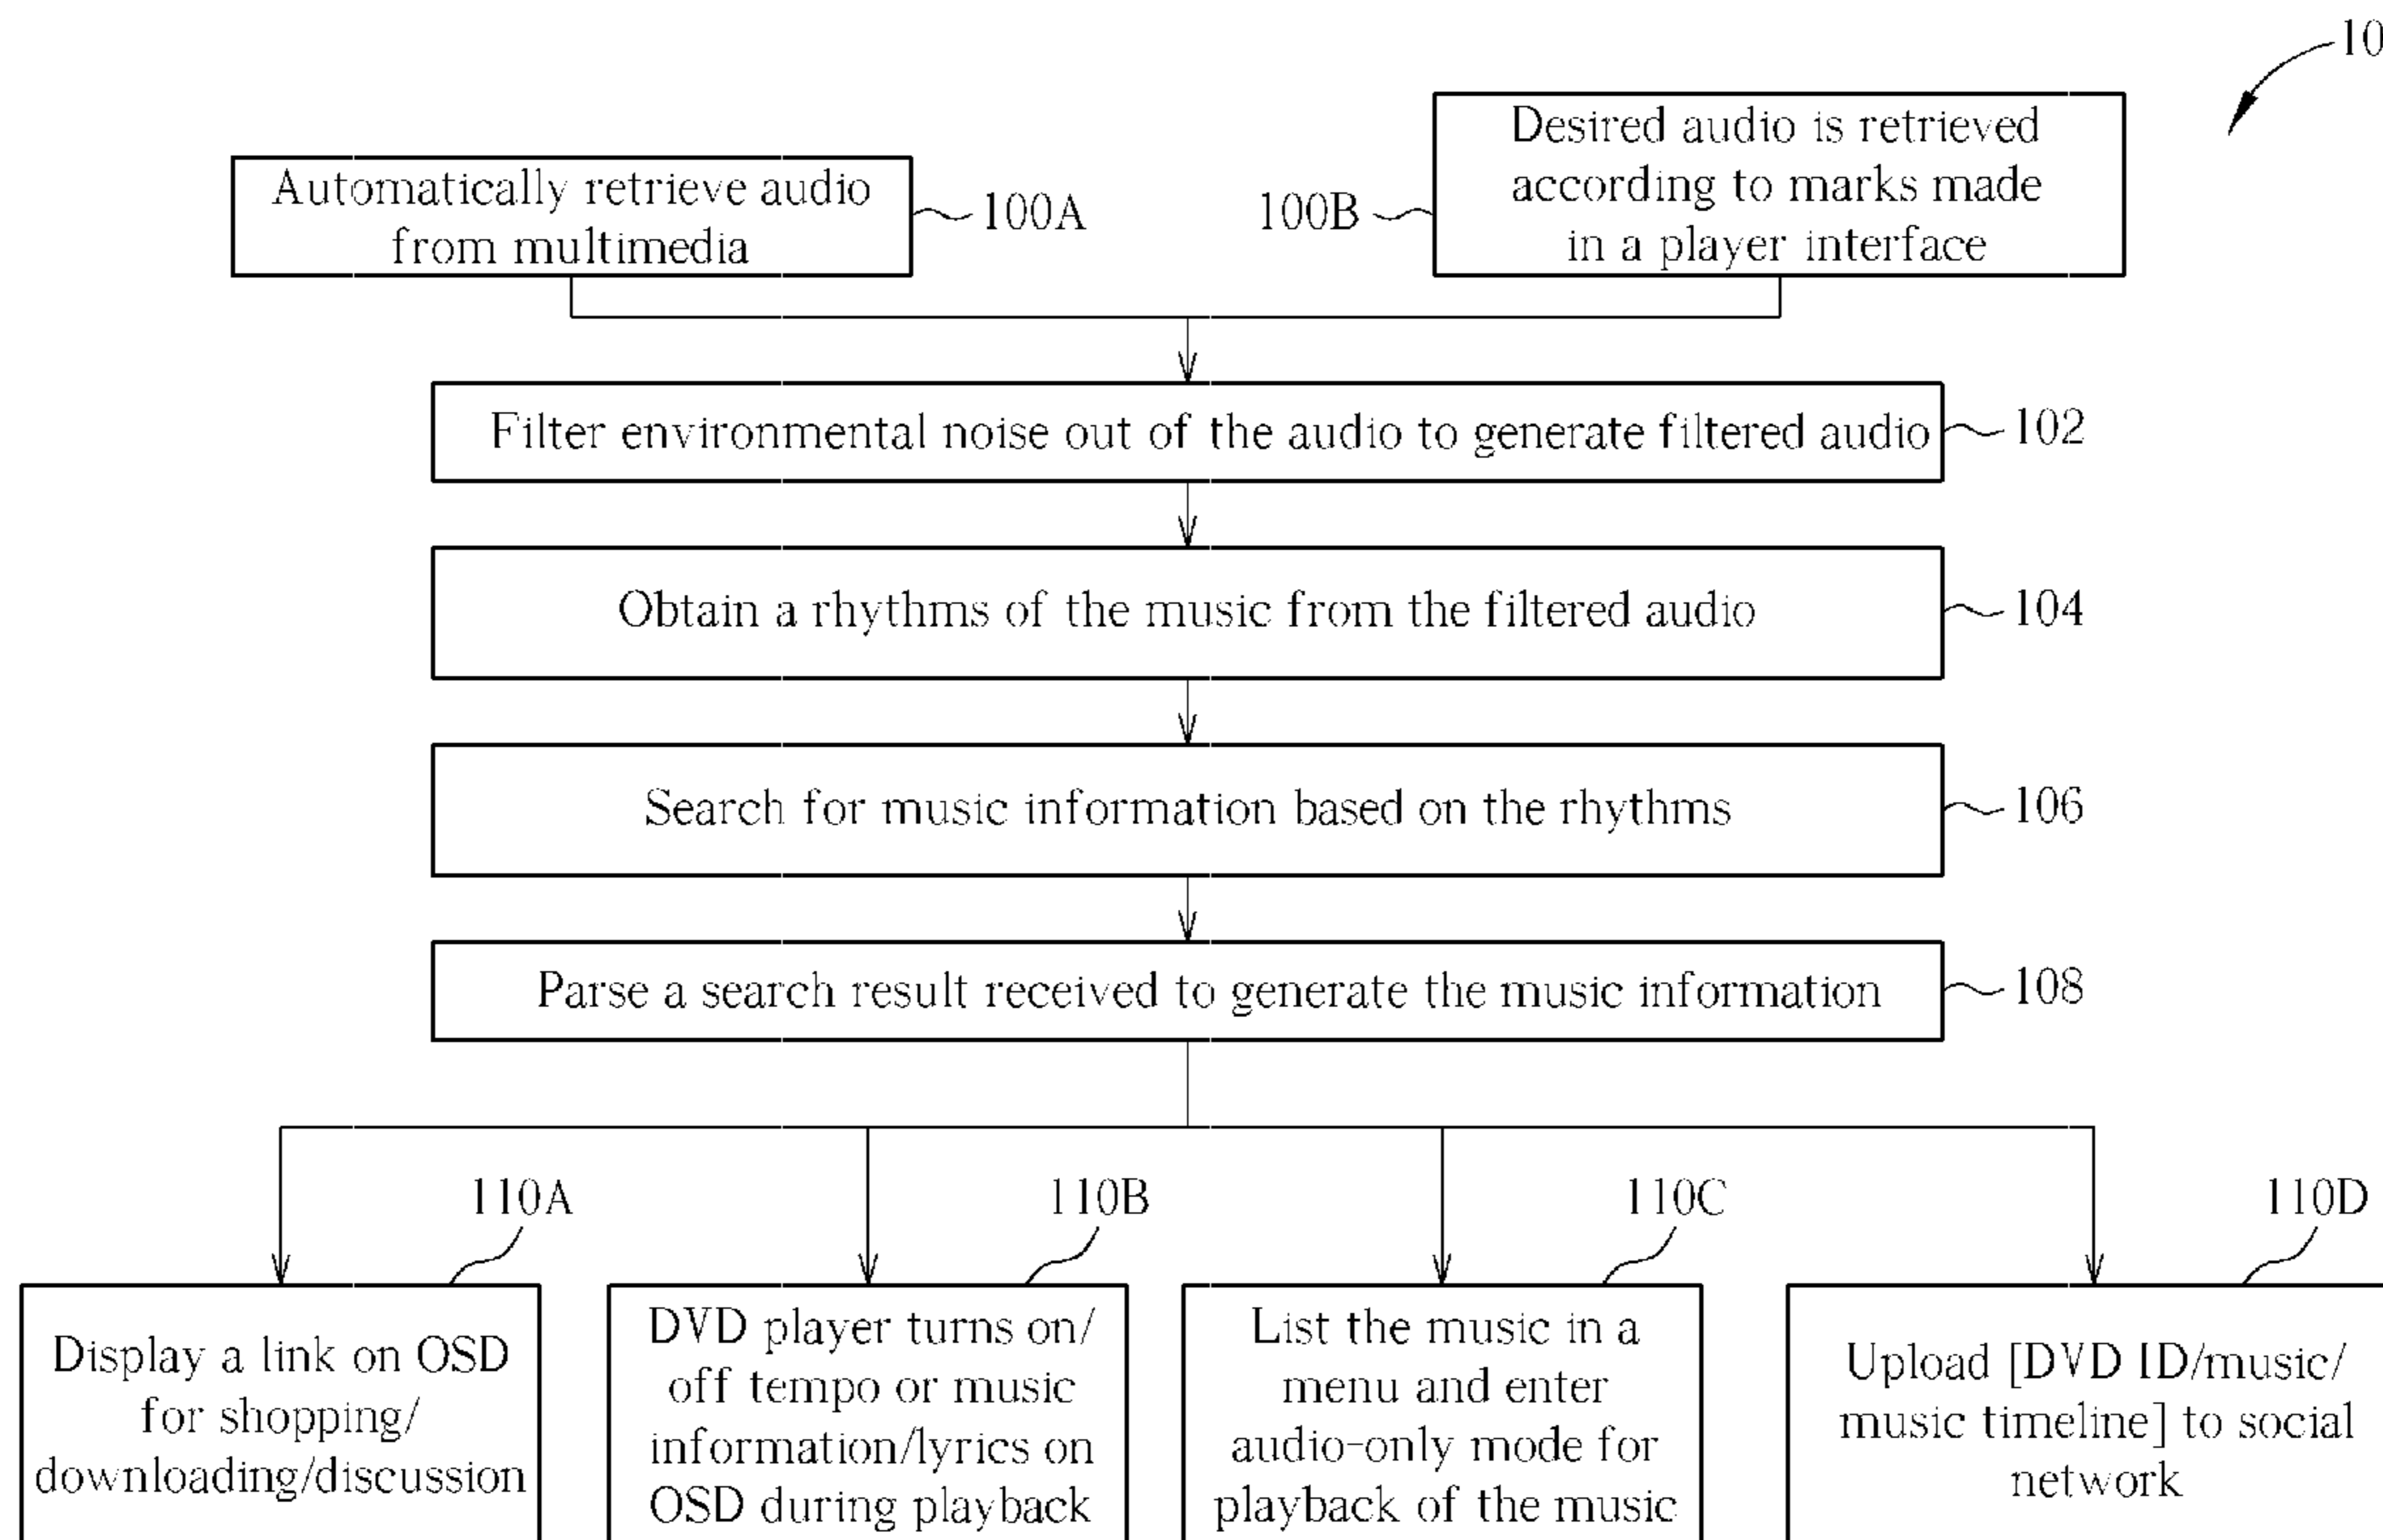 10
Automatically retrieve audio
from multimedia
100A
100B
Desired audio is retrieved
according to marks made
in a player interface
Filter environmental noise out of the audio to generate filtered audio
102
Obtain a rhythms of the music from the filtered audio
104
Search for music information based on the rhythms
106
Parse a search result received to generate the music information
108
110A
Display a link on OSD
for shopping/
downloading/discussion
110B
DVD player turns on/
off tempo or music
information/lyrics on
OSD during playback
110C
List the music in a
menu and enter
audio-only mode for
playback of the music
110D
Upload [DVD ID/music/
music timeline] to social
network